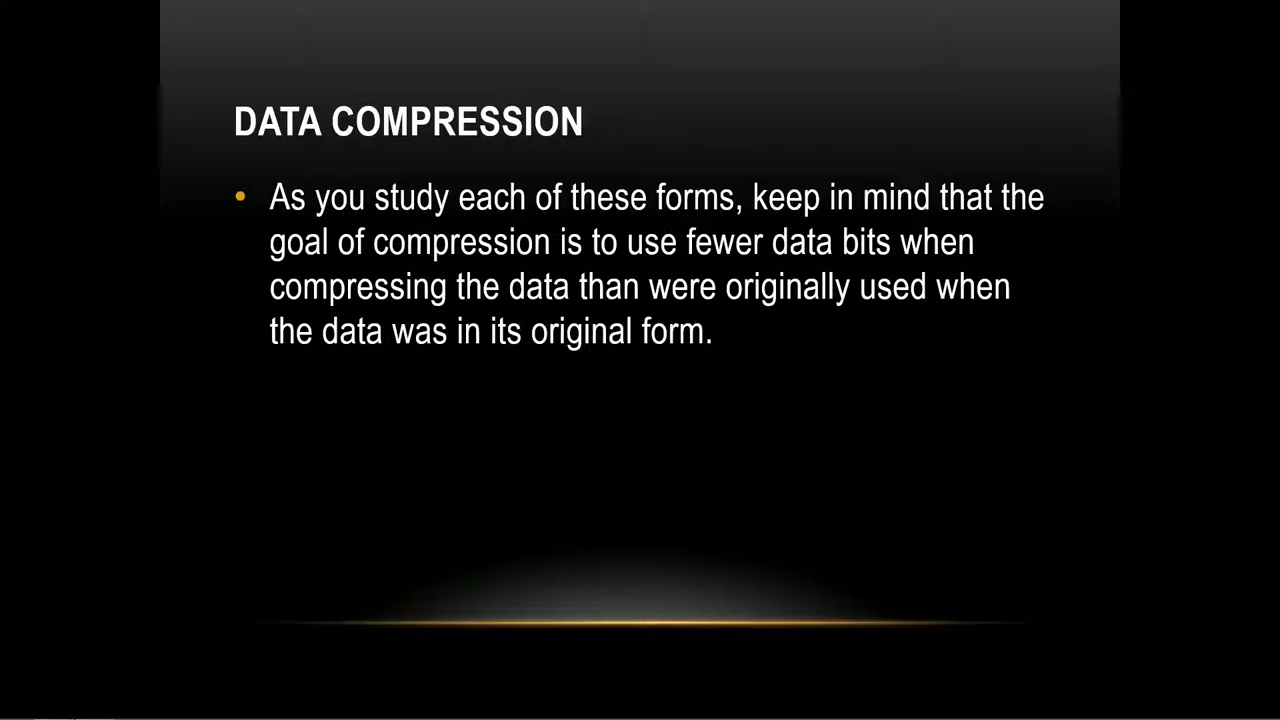 DATA COMPRESSION
• As you study each of these forms, keep in mind that the
goal of compression is to use fewer data bits when
compressing the data than were originally used when
the data was in its original form.